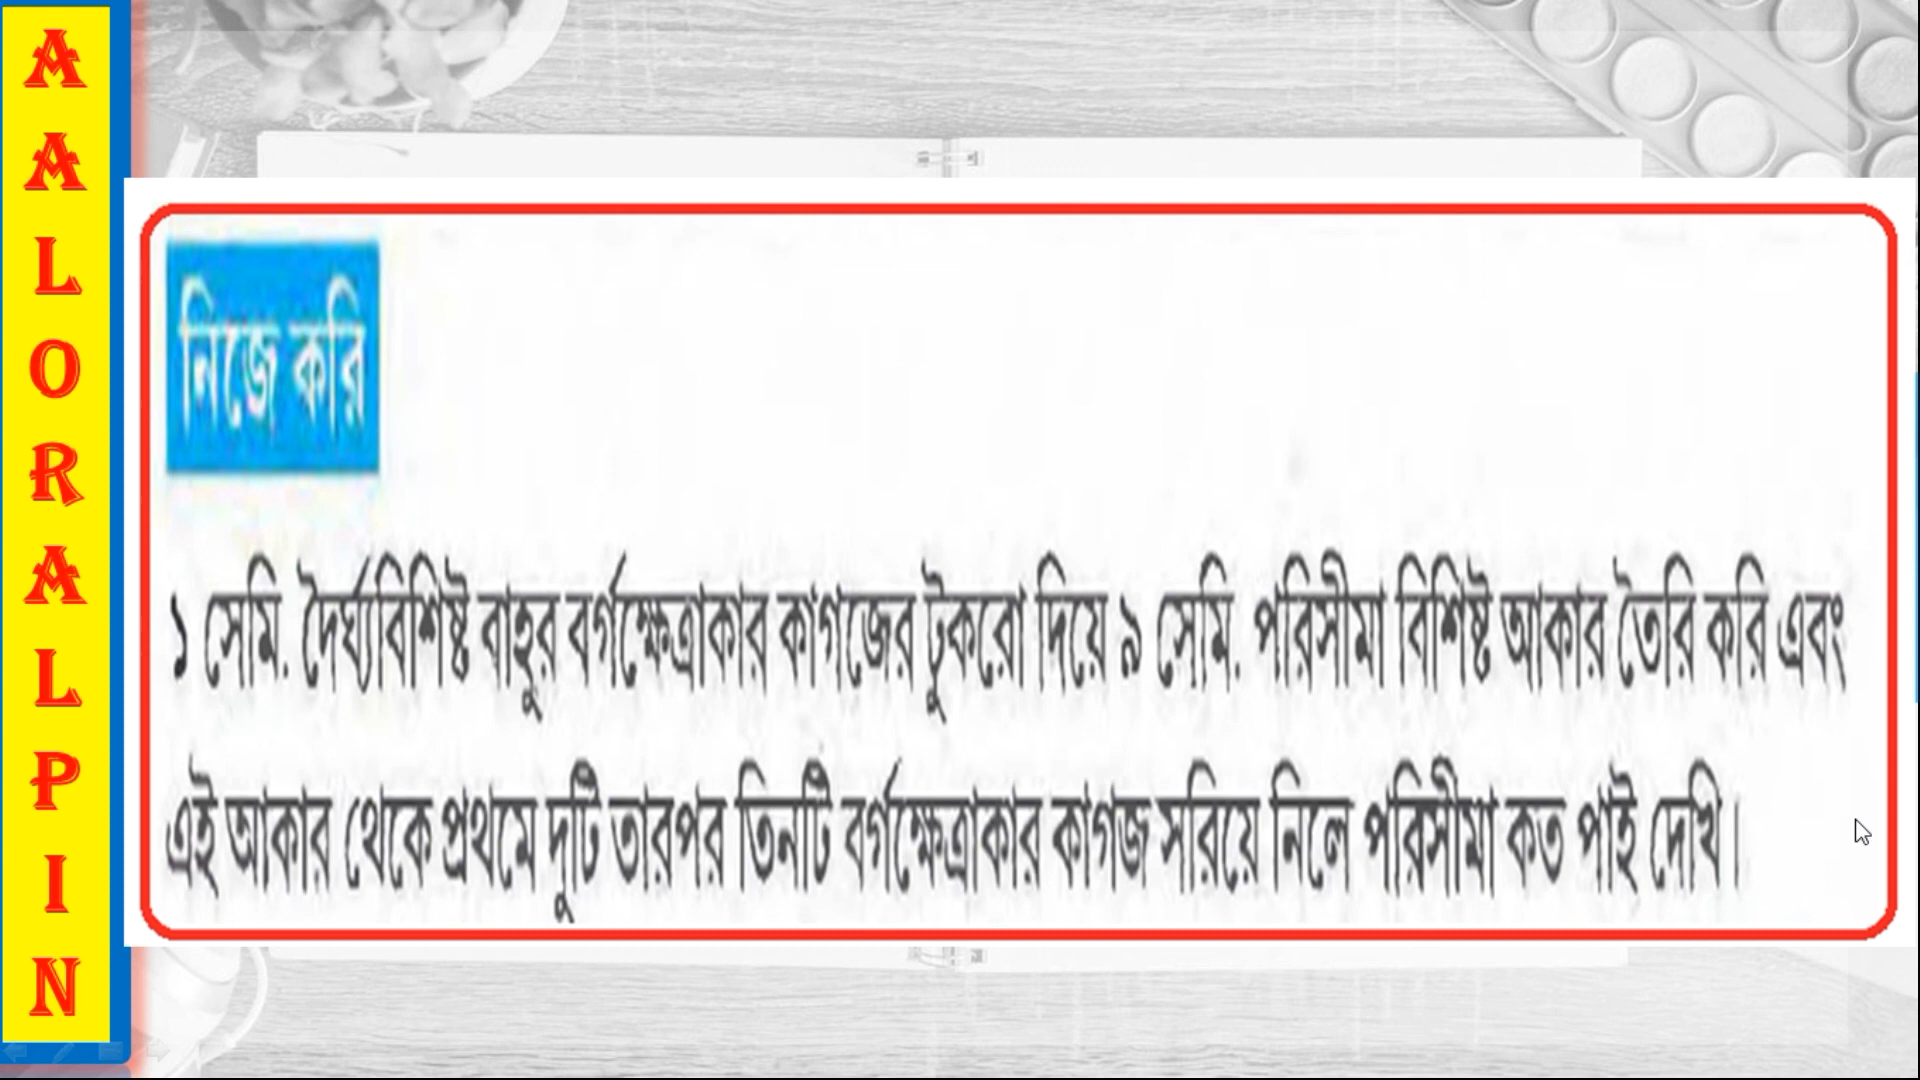 AALORALPIN
নিজে করি
১ সেমি. দৈর্ঘ্যবিশিষ্ট বাহুর বর্গক্ষেত্রাকার কাগজের টুকরো দিয়ে ৯ সেমি. পরিসীমা বিশিষ্ট আকার তৈরি করি এবং
এই আকার থেকে প্রথমে দুটি তারপর তিনটি বর্গক্ষেত্রাকার কাগজ সরিয়ে নিলে পরিসীমা কত পাই দেখি।